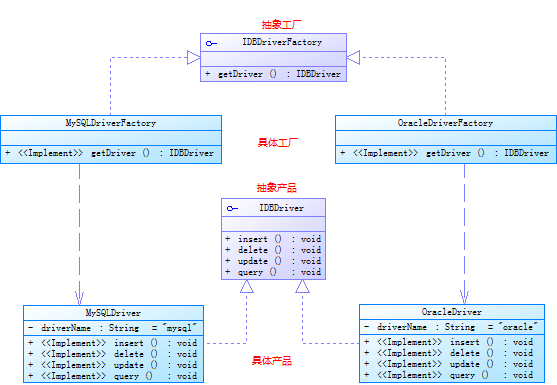 抽象工厂
IDBDriverFactory
+ getDriver () : IDBDriver
MySQLDriverFactory
+ <<Implement>> getDriver () : IDBDriver
具体工厂
OracleDriverFactory
+ <<Implement>> getDriver () : IDBDriver
抽象产品
IDBDriver
+ insert () : void
+ delete () : void
+ update () : void
+ query () : void
MySQLDriver
- driverName : String = "mysql"
+ <<Implement>> insert () : void
+ <<Implement>> delete () : void
+ <<Implement>> update () : void
+ <<Implement>> query () : void
具体产品
OracleDriver
- driverName : String = "oracle"
+ <<Implement>> insert () : void
+ <<Implement>> delete () : void
+ <<Implement>> update () : void
+ <<Implement>> query () : void